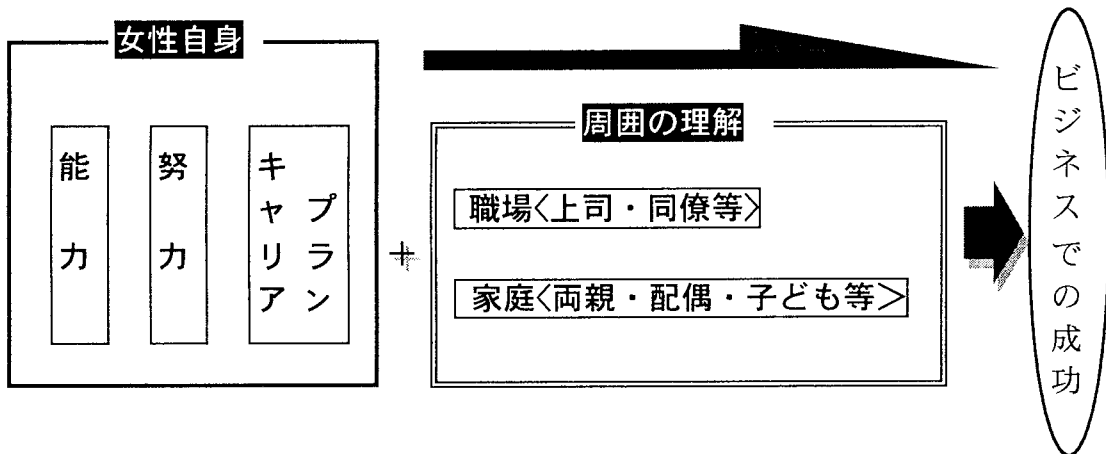 女性自身
能力
努力
キャリア
プラン
+
周囲の理解
職場<上司・同僚等>
家庭<両親・配偶・子ども等>
ビジネスでの成功